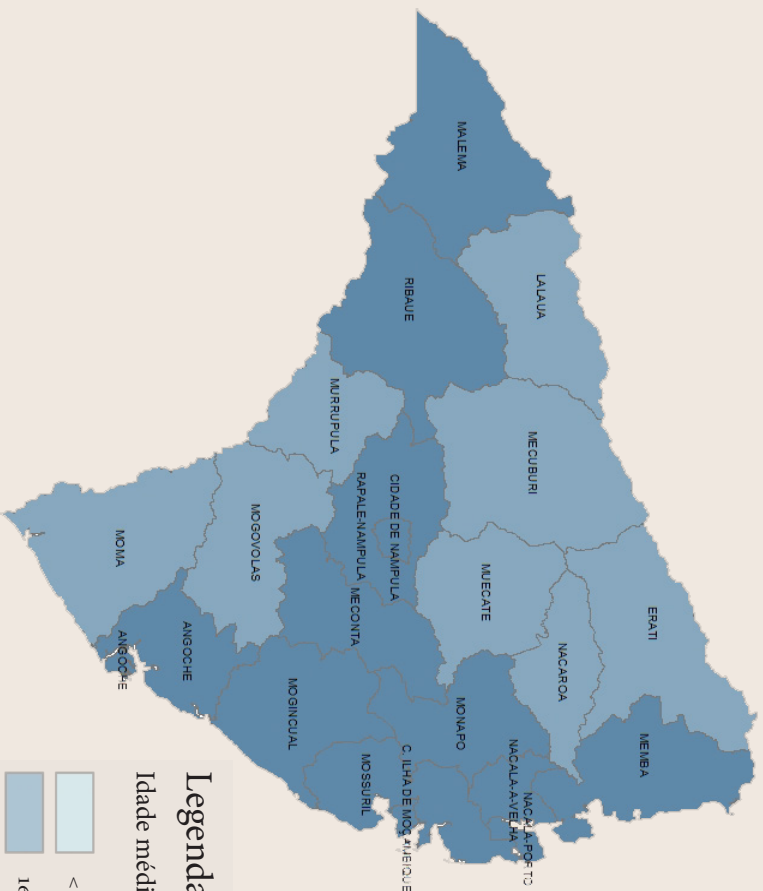 MALEMA
LALAUA
RIBAUE
MURRUPULA
MECUBURI
CIDADE DE NAMPULA
RAPALE-NAMPULA
MOGOVOLAS
MOMA
MUECATE
ERATI
NACAROA
MECONTA
ANGOCHE
ANGOCHE
MOGINCUAL
MONAPO
MEMBA
NACALA-A-VELHA
NACALA-PORTO
MOSSURIL
C. ILHA DE MOÇAMBIQUE
Legenda
Idade médi
<